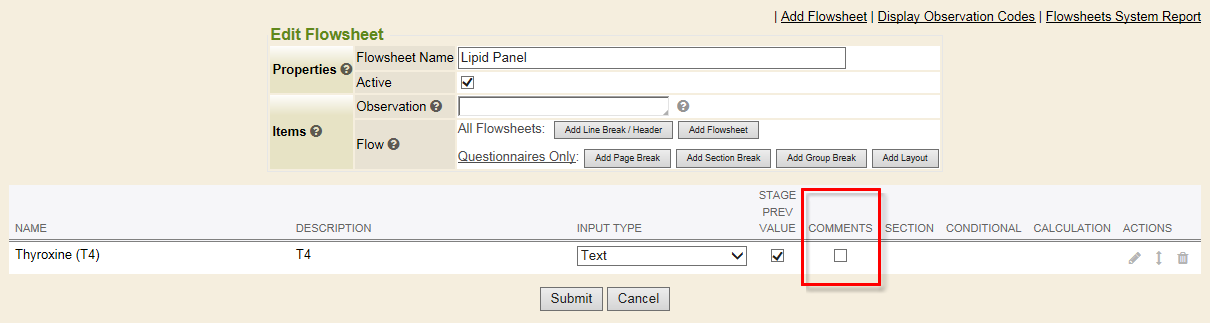 | Add Flowsheet | Display Observation Codes | Flowsheets System Report
Edit Flowsheet
Properties ?
Flowsheet Name Lipid Panel
Active
Items ?
Observation ? ?
Flow ?
All Flowsheets: Add Line Break / Header Add Flowsheet
Questionnaires Only: Add Page Break Add Section Break Add Group Break Add Layout
NAME DESCRIPTION INPUT TYPE STAGE PREV VALUE COMMENTS SECTION CONDITIONAL CALCULATION ACTIONS
Thyroxine (T4) T4 Text
Submit Cancel